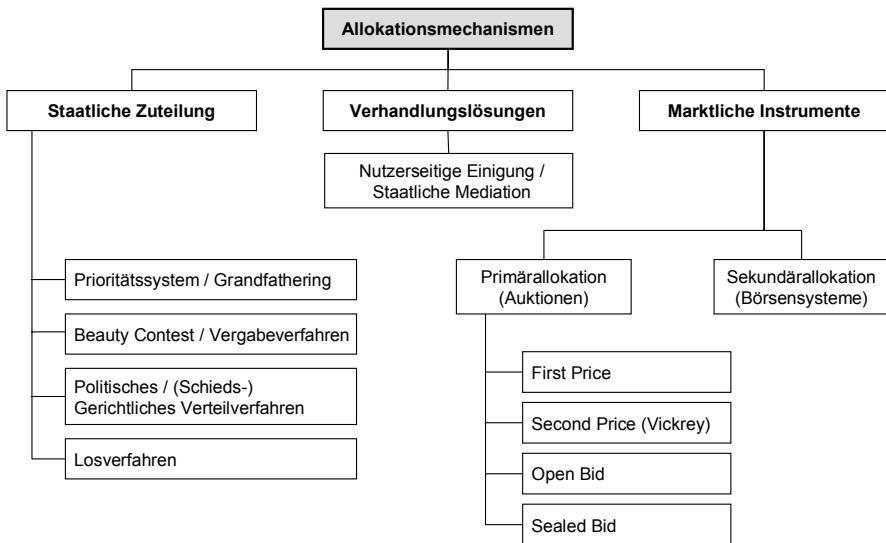 Allokationsmechanismen
Staatliche Zuteilung
Verhandlungslösungen
Marktliche Instrumente
Nutzerseitige Einigung /
Staatliche Mediation
Prioritätssystem / Grandfathering
Beauty Contest / Vergabeverfahren
Politisches / (Schieds-)
Gerichtliches Verteilverfahren
Losverfahren
Primärallokation
(Auktionen)
Sekundärallokation
(Börsensysteme)
First Price
Second Price (Vickrey)
Open Bid
Sealed Bid